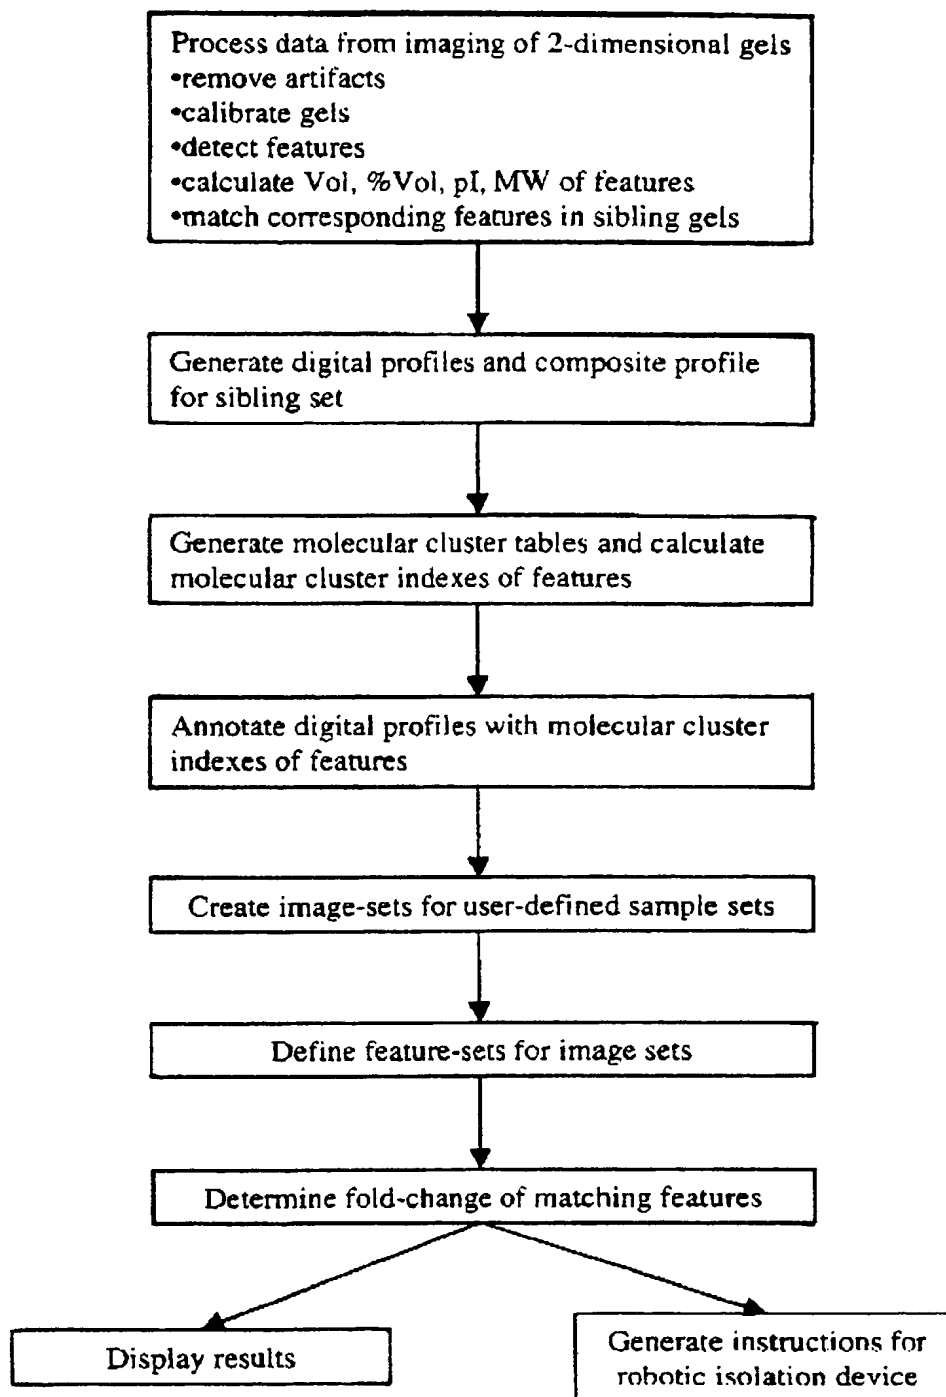 Process data from imaging of 2-dimensional gels
•remove artifacts
•calibrate gels
•detect features
•calculate Vol, %Vol, pI, MW of features
•match corresponding features in sibling gels
Generate digital profiles and composite profile
for sibling set
Generate molecular cluster tables and calculate
molecular cluster indexes of features
Annotate digital profiles with molecular cluster
indexes of features
Create image-sets for user-defined sample sets
Define feature-sets for image sets
Determine fold-change of matching features
Display results
Generate instructions for
robotic isolation device